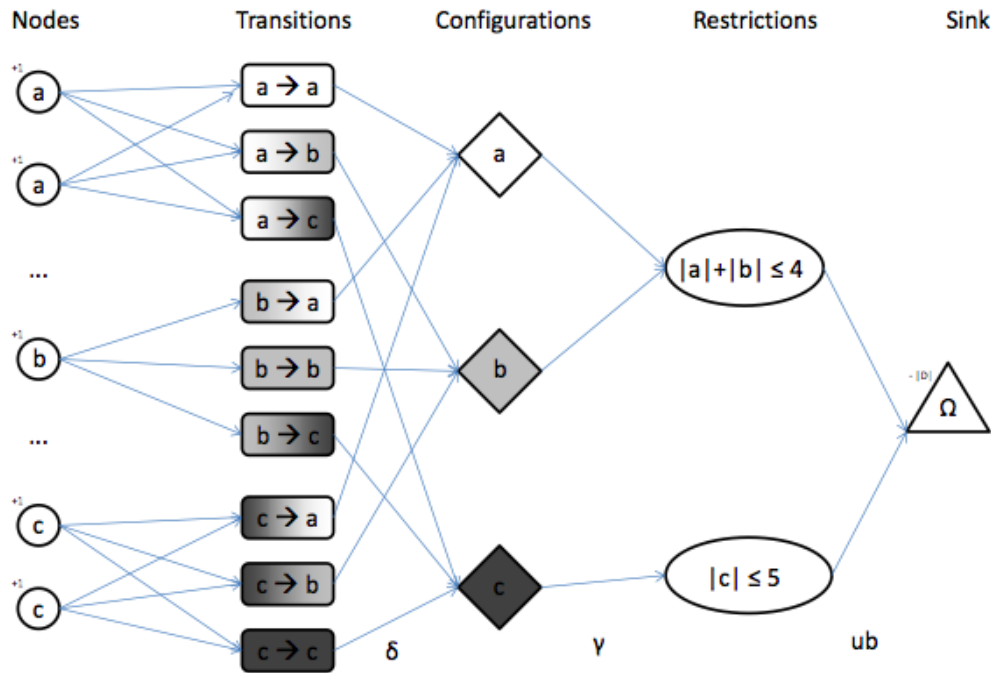 Nodes Transitions Configurations Restrictions Sink
+1
a
+1
a
...
+1
b
...
+1
c
+1
c
a → a
a → b
a → c
b → a
b → b
b → c
c → a
c → b
c → c
δ
a
b
c
γ
|a|+|b| ≤ 4
|c| ≤ 5
ub
- |D|
Ω